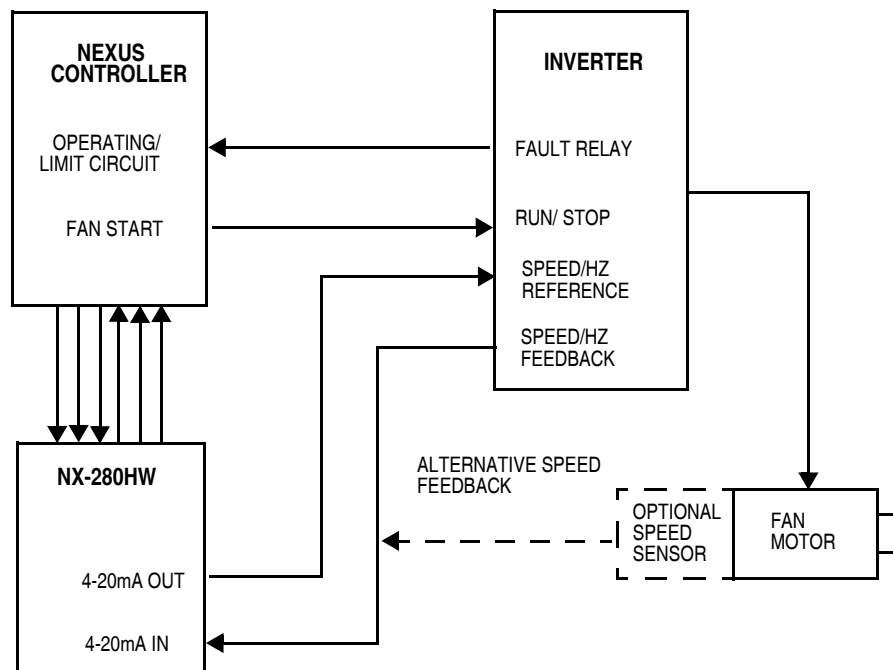 NEXUS
CONTROLLER
OPERATING/
LIMIT CIRCUIT
FAN START
INVERTER
FAULT RELAY
RUN/ STOP
SPEED/HZ
REFERENCE
SPEED/HZ
FEEDBACK
NX-280HW
4-20mA OUT
4-20mA IN
ALTERNATIVE SPEED
FEEDBACK
OPTIONAL
SPEED
SENSOR
FAN
MOTOR